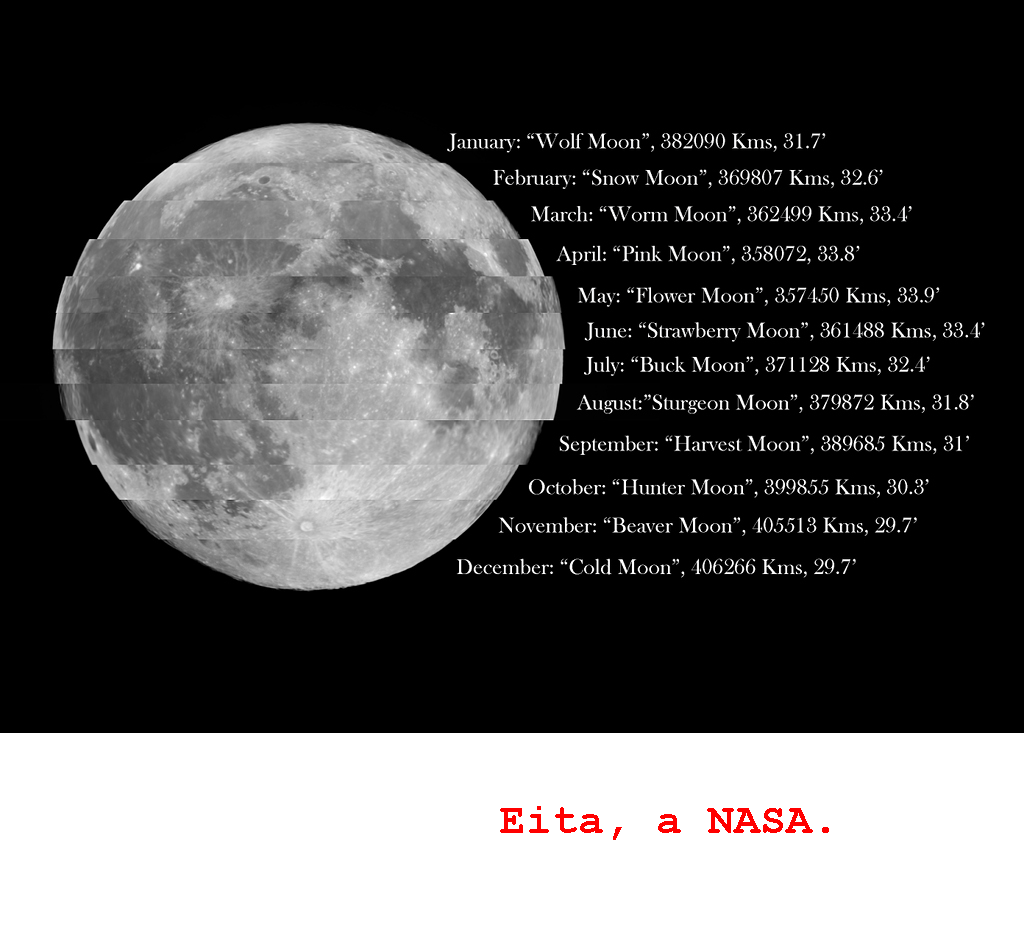 January: “Wolf Moon”, 382090 Kms, 31.7’
February: “Snow Moon”, 369807 Kms, 32.6’
March: “Worm Moon”, 362499 Kms, 33.4’
April: “Pink Moon”, 358072, 33.8’
May: “Flower Moon”, 357450 Kms, 33.9’
June: “Strawberry Moon”, 361488 Kms, 33.4’
July: “Buck Moon”, 371128 Kms, 32.4’
August:”Sturgeon Moon”, 379872 Kms, 31.8’
September: “Harvest Moon”, 389685 Kms, 31’
October: “Hunter Moon”, 399855 Kms, 30.3’
November: “Beaver Moon”, 405513 Kms, 29.7’
December: “Cold Moon”, 406266 Kms, 29.7’
Eita, a NASA.